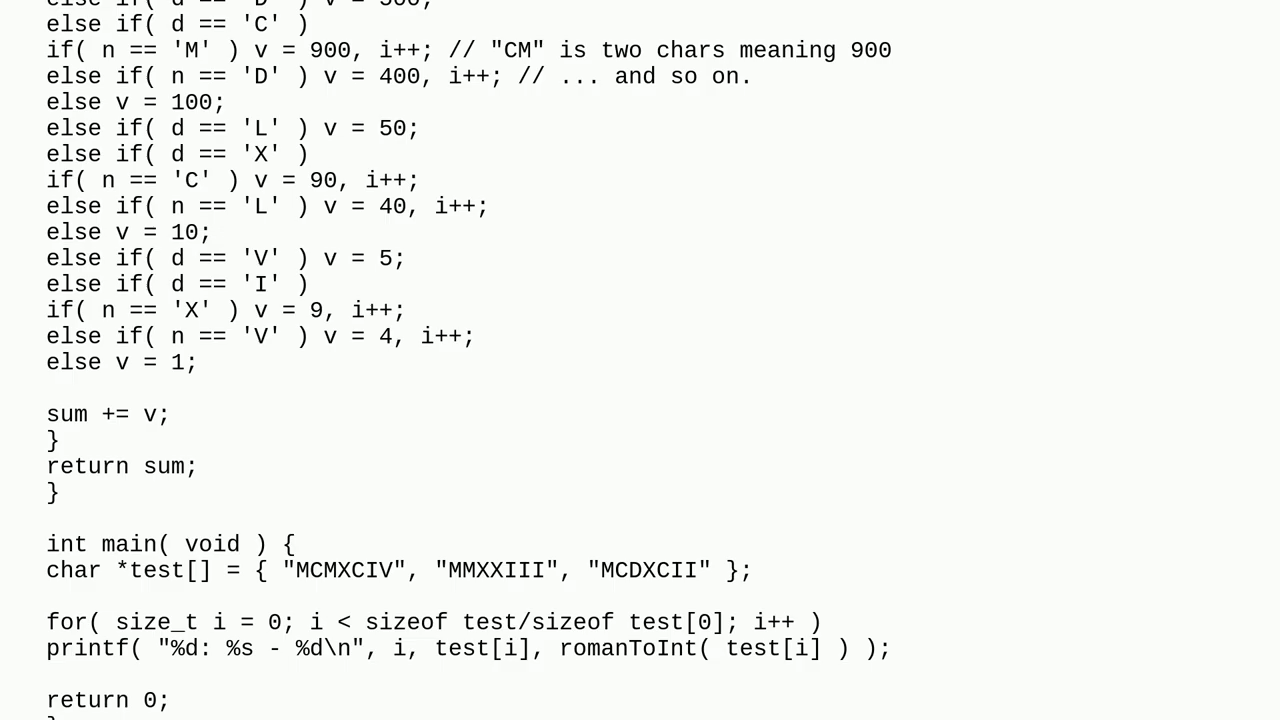 else if( d == 'D' ) v = 500;
else if( d == 'C' )
if( n == 'M' ) v = 900, i++; // "CM" is two chars meaning 900
else if( n == 'D' ) v = 400, i++; // ... and so on.
else v = 100;
else if( d == 'L' ) v = 50;
else if( d == 'X' )
if( n == 'C' ) v = 90, i++;
else if( n == 'L' ) v = 40, i++;
else v = 10;
else if( d == 'V' ) v = 5;
else if( d == 'I' )
if( n == 'X' ) v = 9, i++;
else if( n == 'V' ) v = 4, i++;
else v = 1;
sum += v;
}
return sum;
}
int main( void ) {
char *test[] = { "MCMXCIV", "MMXXIII", "MCDXCII" };
for( size_t i = 0; i < sizeof test/sizeof test[0]; i++ )
printf( "%d: %s - %d\n", i, test[i], romanToInt( test[i] ) );
return 0;
}